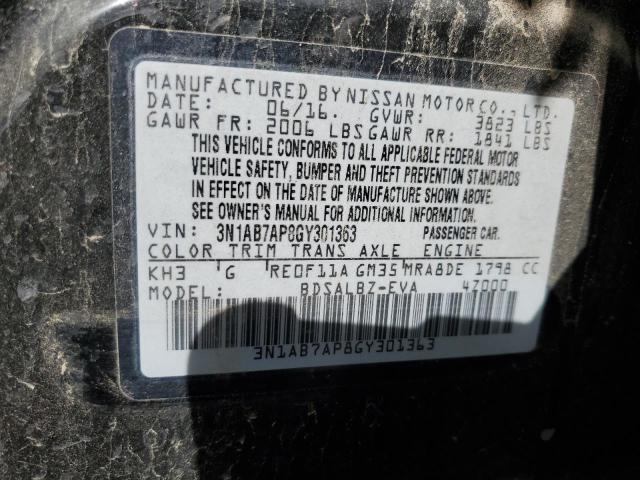 MANUFACTURED BY NISSAN MOTOR CO., LTD.
DATE: 06/16. GVWR: 3823 LBS
GAWR FR: 2006 LBS GAWR RR: 1841 LBS
THIS VEHICLE CONFORMS TO ALL APPLICABLE FEDERAL MOTOR
VEHICLE SAFETY, BUMPER AND THEFT PREVENTION STANDARDS
IN EFFECT ON THE DATE OF MANUFACTURE SHOWN ABOVE.
SEE OWNER'S MANUAL FOR ADDITIONAL INFORMATION.
VIN: 3N1AB7AP8GY301363 PASSENGER CAR.
COLOR TRIM TRANS AXLE ENGINE
KH3 G RE0F11A GM35 MRA8DE 1798 CC
MODEL: BDSALBZ-EVA 47000
3N1AB7AP8GY301363